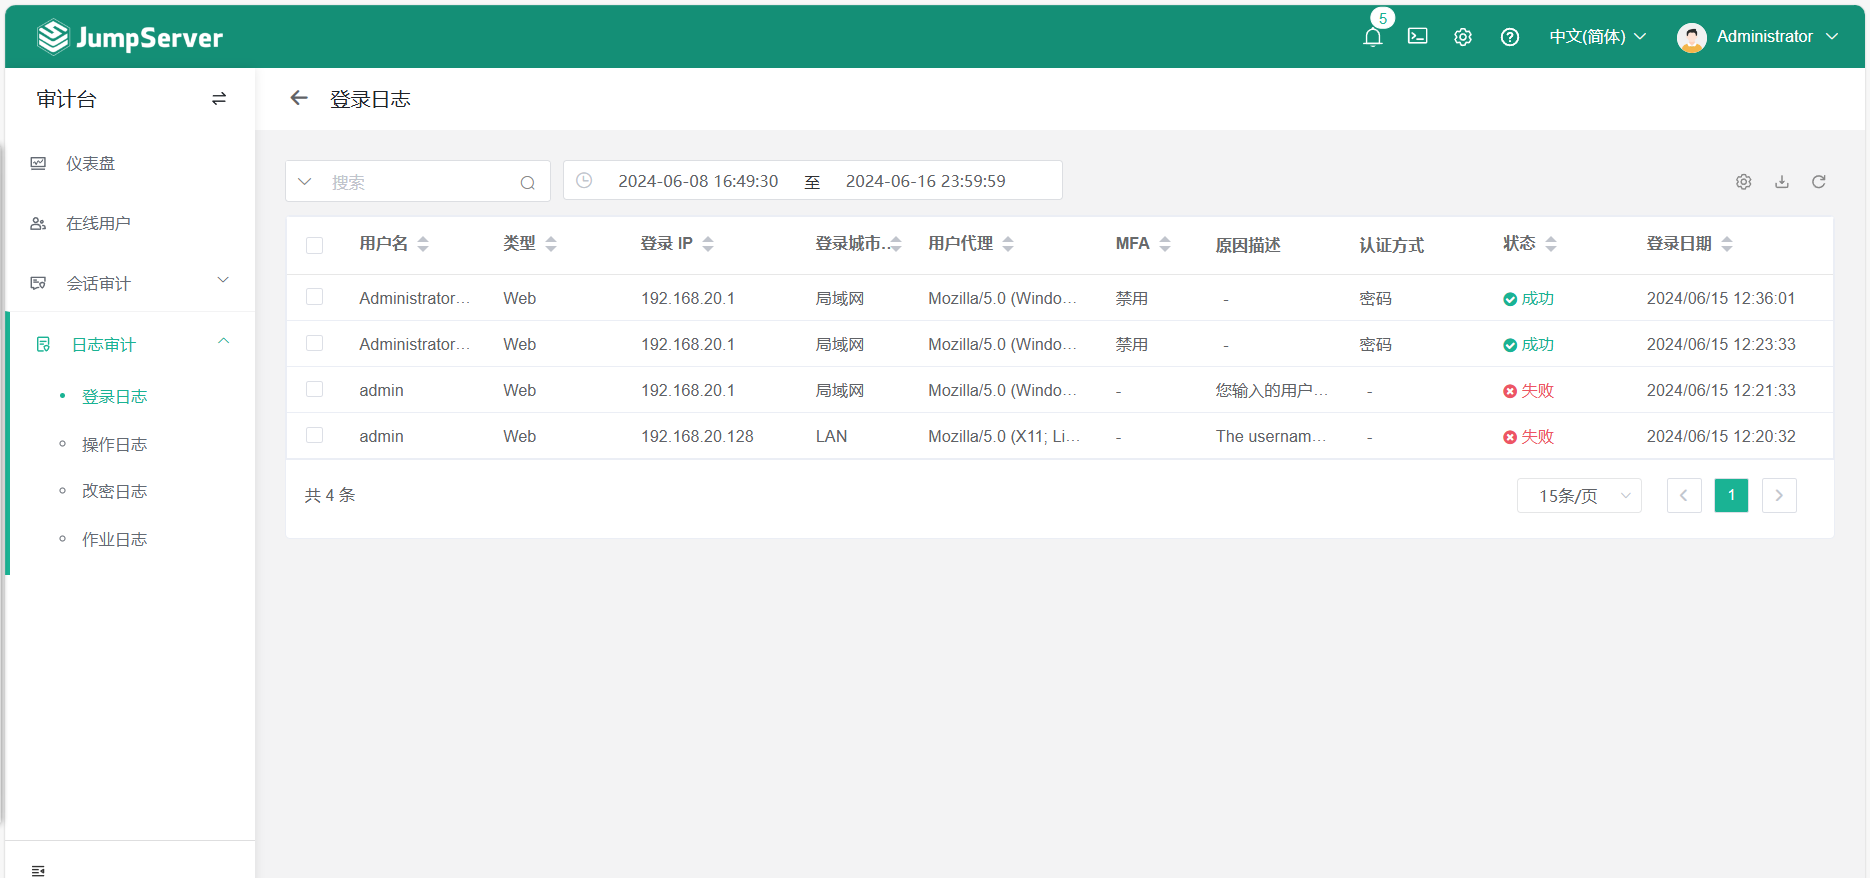 JumpServer
5
中文(简体)
Administrator
审计台
登录日志
仪表盘
在线用户
会话审计
日志审计
登录日志
操作日志
改密日志
作业日志
搜索
2024-06-08 16:49:30 至 2024-06-16 23:59:59
用户名 类型 登录 IP 登录城市... 用户代理 MFA 原因描述 认证方式 状态 登录日期
Administrator... Web 192.168.20.1 局域网 Mozilla/5.0 (Windo... 禁用 - 密码 成功 2024/06/15 12:36:01
Administrator... Web 192.168.20.1 局域网 Mozilla/5.0 (Windo... 禁用 - 密码 成功 2024/06/15 12:23:33
admin Web 192.168.20.1 局域网 Mozilla/5.0 (Windo... - 您输入的用户... - 失败 2024/06/15 12:21:33
admin Web 192.168.20.128 LAN Mozilla/5.0 (X11; Li... - The usernam... - 失败 2024/06/15 12:20:32
共 4 条
15条/页
1